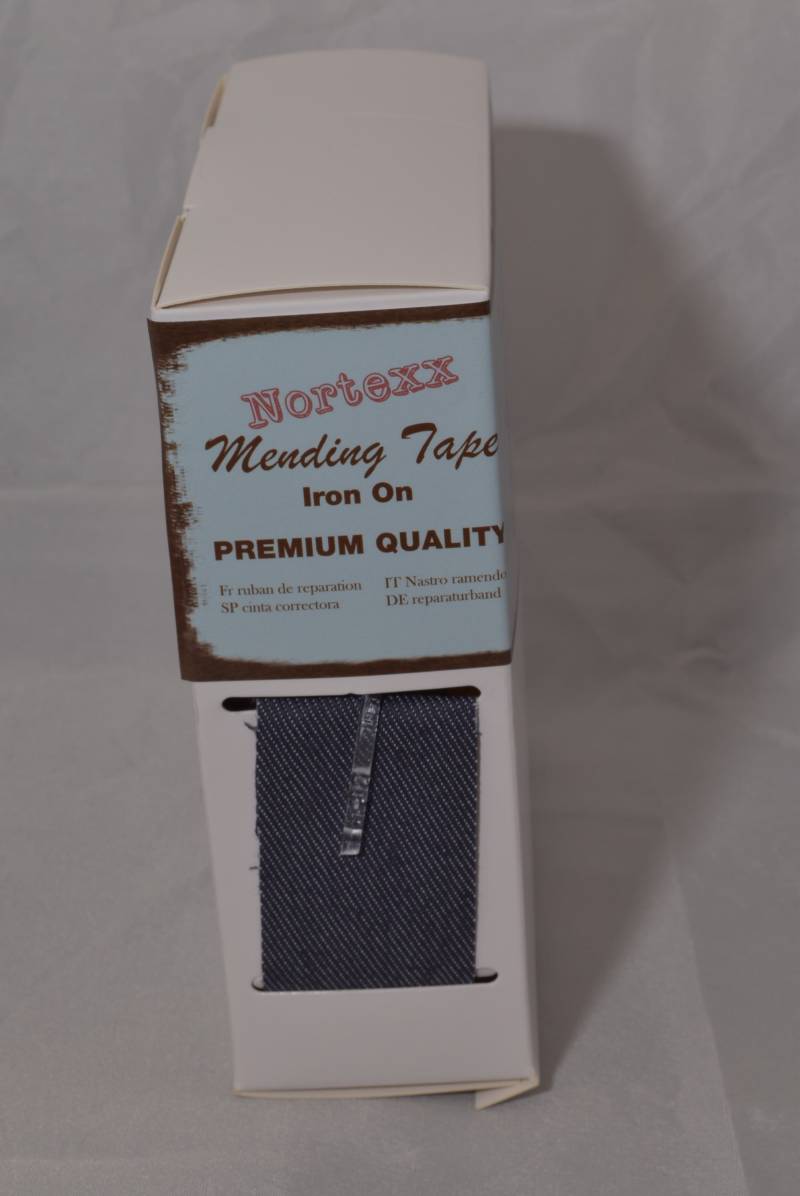 Nortexx
Mending Tape
Iron On
PREMIUM QUALITY
Fr ruban de reparation
SP cinta correctora
IT Nastro ramendo
DE reparaturband